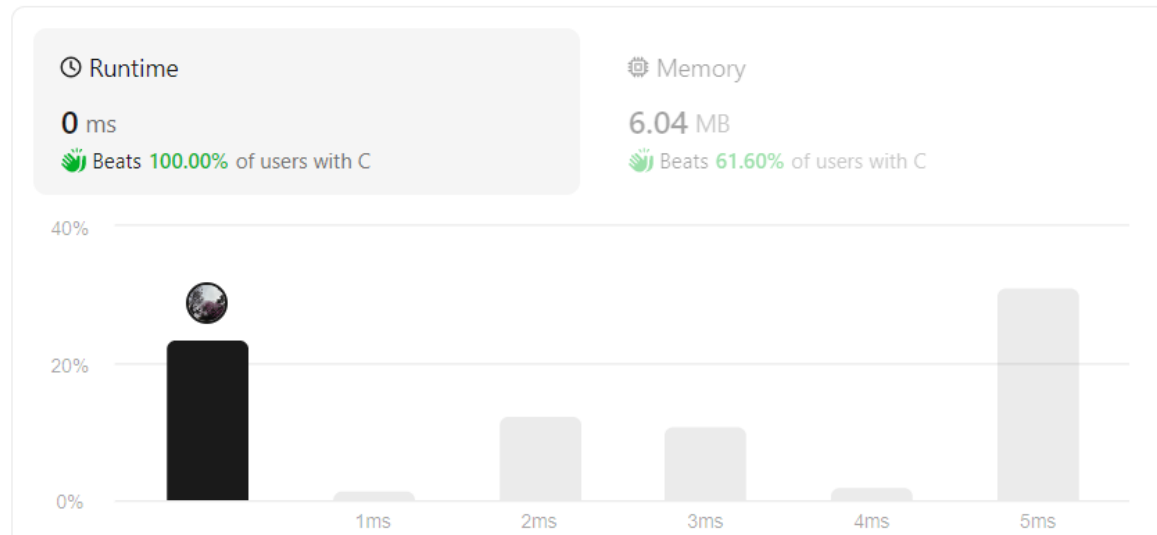 Runtime
0 ms
Beats 100.00% of users with C
Memory
6.04 MB
Beats 61.60% of users with C
40%
20%
0%
1ms
2ms
3ms
4ms
5ms